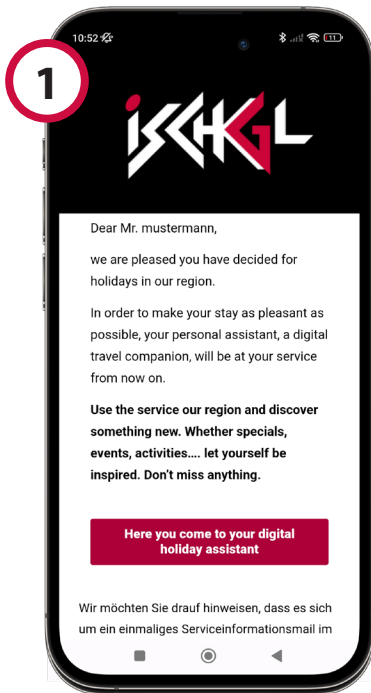 1
10:52
11
iSCHGL
Dear Mr. mustermann,
we are pleased you have decided for
holidays in our region.
In order to make your stay as pleasant as
possible, your personal assistant, a digital
travel companion, will be at your service
from now on.
Use the service our region and discover
something new. Whether specials,
events, activities.... let yourself be
inspired. Don't miss anything.
Here you come to your digital
holiday assistant
Wir möchten Sie drauf hinweisen, dass es sich
um ein einmaliges Serviceinformationsmail im